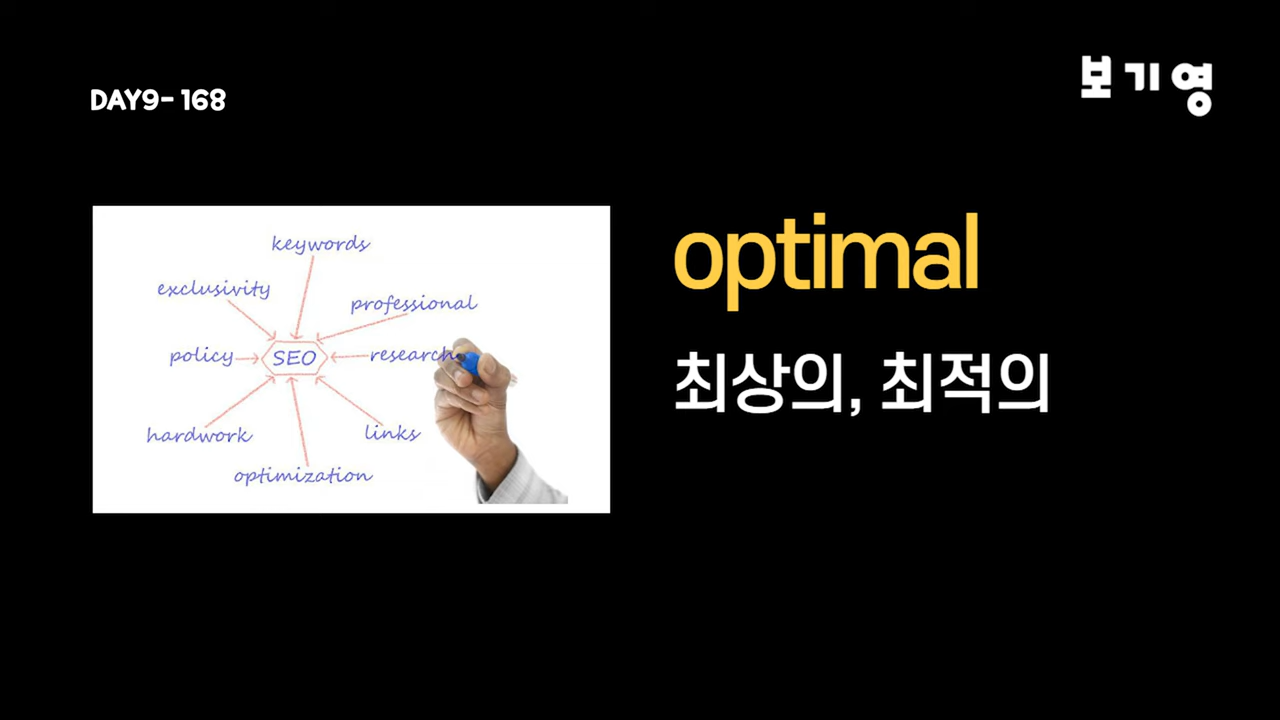 DAY9- 168
보기영
optimal
최상의, 최적의
keywords
exclusivity
professional
policy
SEO
research
hardwork
links
optimization